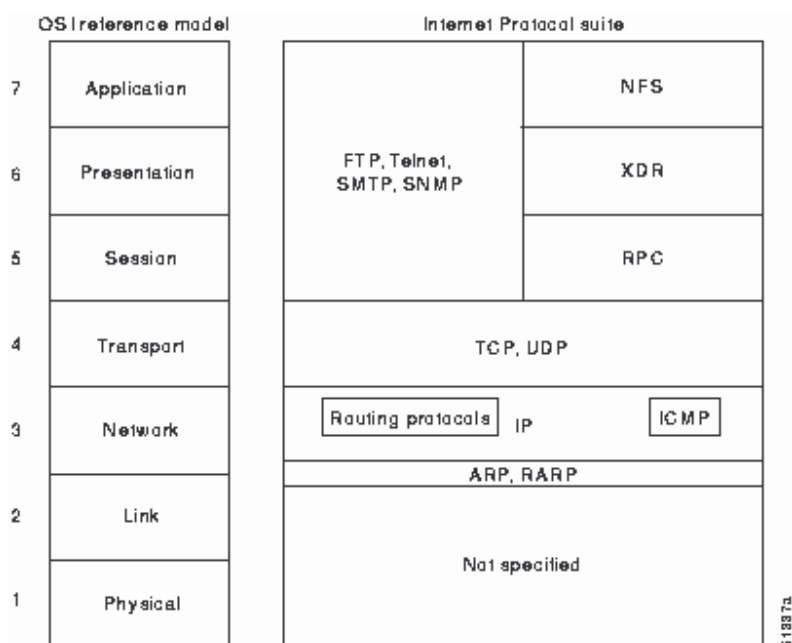 OSI reference model
Internet Protocol suite
7
Application
6
Presentation
5
Session
4
Transport
3
Network
2
Link
1
Physical
FTP, Telnet,
SMTP, SNMP
NFS
XDR
RPC
TCP, UDP
Routing protocols
IP
ICMP
ARP, RARP
Not specified